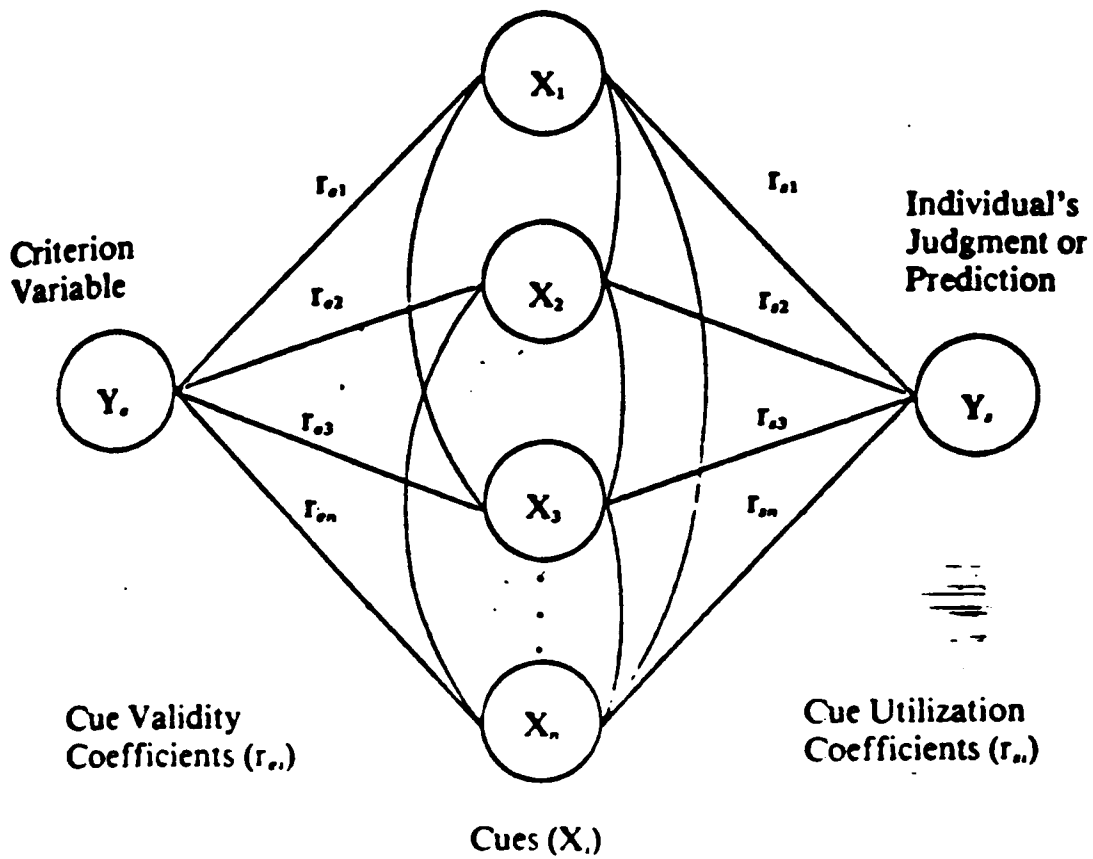 X₁
rₑ₁
rₛ₁
Individual's
Judgment or
Prediction
Criterion
Variable
X₂
rₑ₂
rₛ₂
Yₑ
Yₛ
rₑ₃
rₛ₃
X₃
rₑₙ
rₛₙ
Xₙ
Cue Validity
Coefficients (rₑᵢ)
Cue Utilization
Coefficients (rₛᵢ)
Cues (Xᵢ)